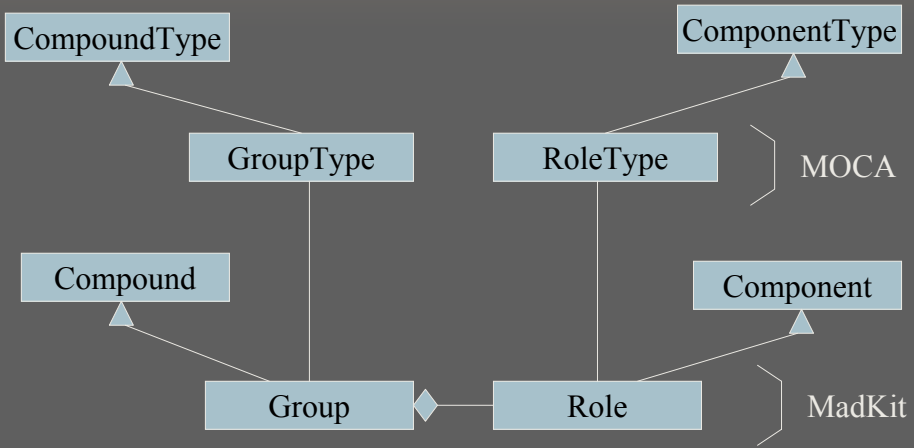 CompoundType
ComponentType
GroupType
RoleType
MOCA
Compound
Component
Group
Role
MadKit